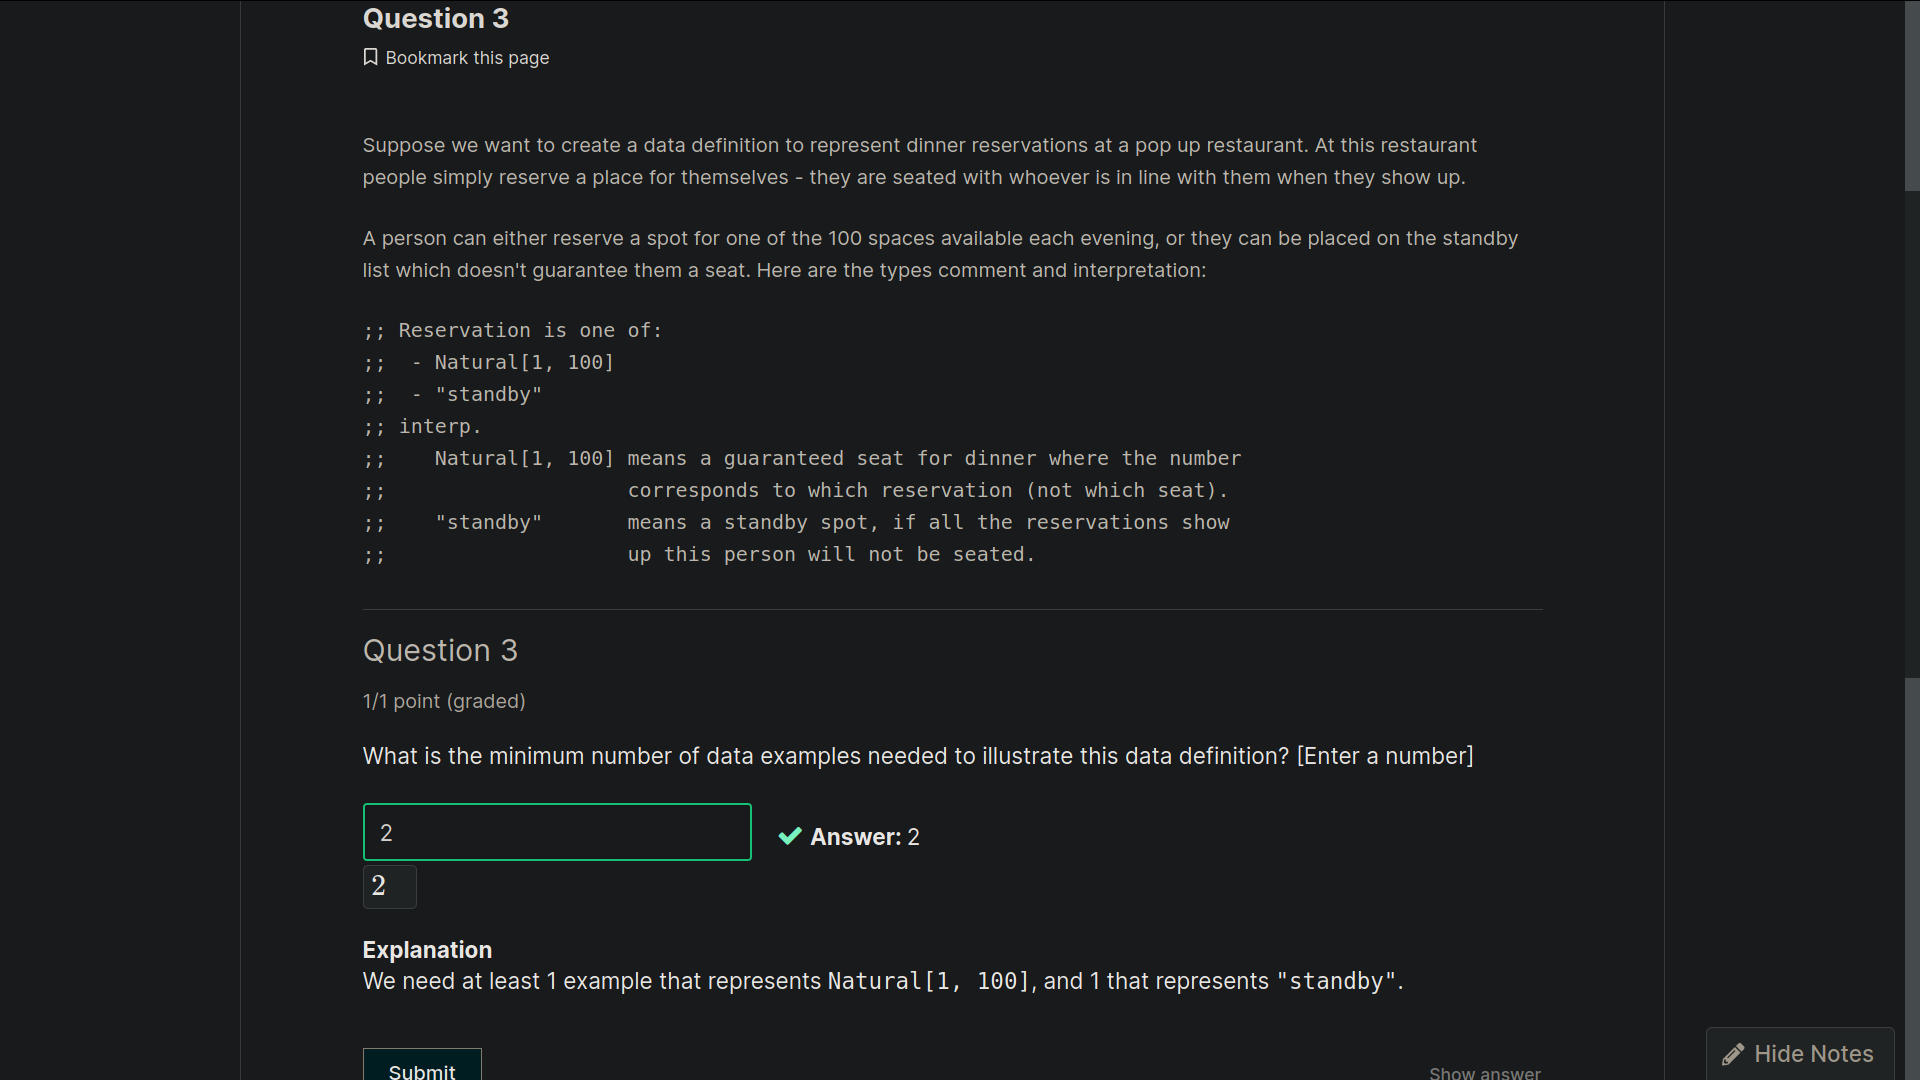 Question 3
Bookmark this page
Suppose we want to create a data definition to represent dinner reservations at a pop up restaurant. At this restaurant
people simply reserve a place for themselves - they are seated with whoever is in line with them when they show up.
A person can either reserve a spot for one of the 100 spaces available each evening, or they can be placed on the standby
list which doesn't guarantee them a seat. Here are the types comment and interpretation:
;; Reservation is one of:
;;  - Natural[1, 100]
;;  - "standby"
;; interp.
;;    Natural[1, 100] means a guaranteed seat for dinner where the number
;;                    corresponds to which reservation (not which seat).
;;    "standby"       means a standby spot, if all the reservations show
;;                    up this person will not be seated.
Question 3
1/1 point (graded)
What is the minimum number of data examples needed to illustrate this data definition? [Enter a number]
2
Answer: 2
2
Explanation
We need at least 1 example that represents Natural[1, 100], and 1 that represents "standby".
Hide Notes
Submit
Show answer